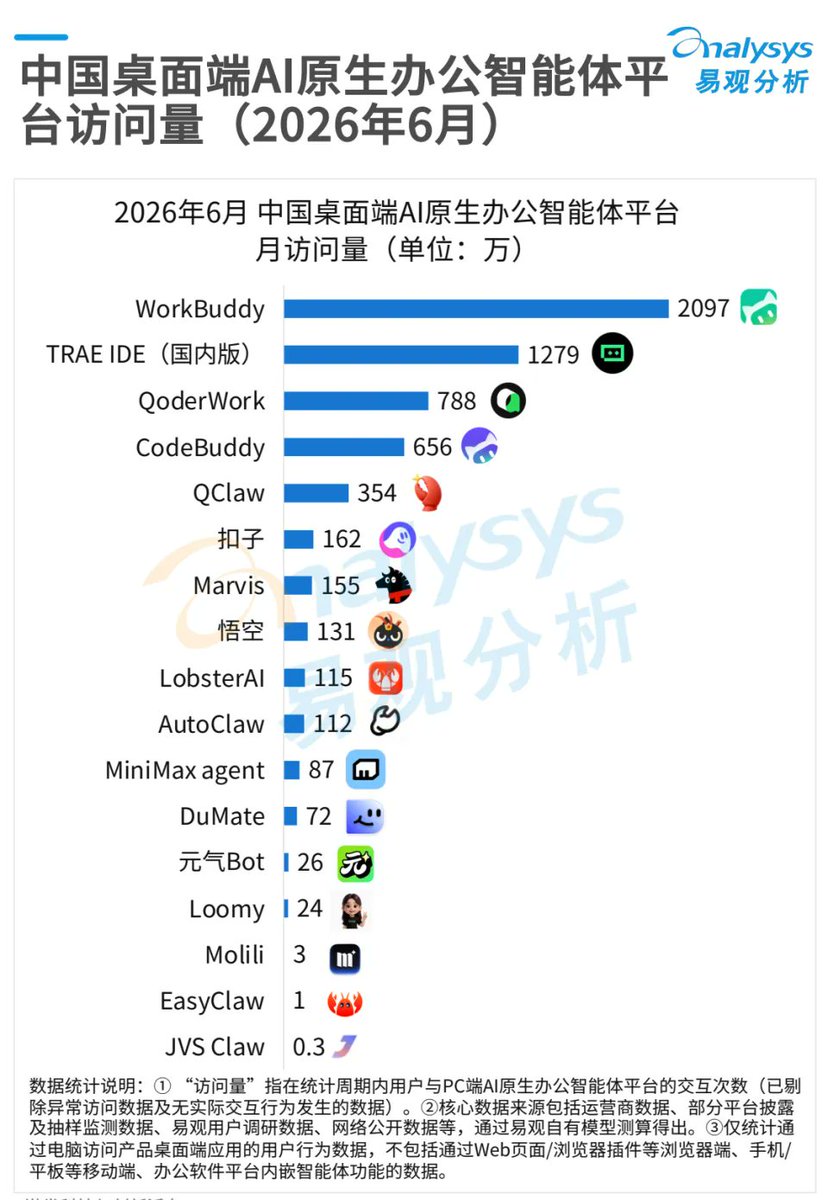 analysys
易观分析
中国桌面端AI原生办公智能体平
台访问量（2026年6月）
2026年6月 中国桌面端AI原生办公智能体平台
月访问量（单位：万）
WorkBuddy 2097
TRAE IDE（国内版） 1279
QoderWork 788
CodeBuddy 656
QClaw 354
扣子 162
Marvis 155
悟空 131
LobsterAI 115
AutoClaw 112
MiniMax agent 87
DuMate 72
元气Bot 26
Loomy 24
Molili 3
EasyClaw 1
JVS Claw 0.3
analysys
易观分析
数据统计说明：①“访问量”指在统计周期内用户与PC端AI原生办公智能体平台的交互次数（已剔
除异常访问数据及无实际交互行为发生的数据）。②核心数据来源包括运营商数据、部分平台披露
及抽样监测数据、易观用户调研数据、网络公开数据等，通过易观自有模型测算得出。③仅统计通
过电脑访问产品桌面端应用的用户行为数据，不包括通过Web页面/浏览器插件等浏览器端、手机/
平板等移动端、办公软件平台内嵌智能体功能的数据。